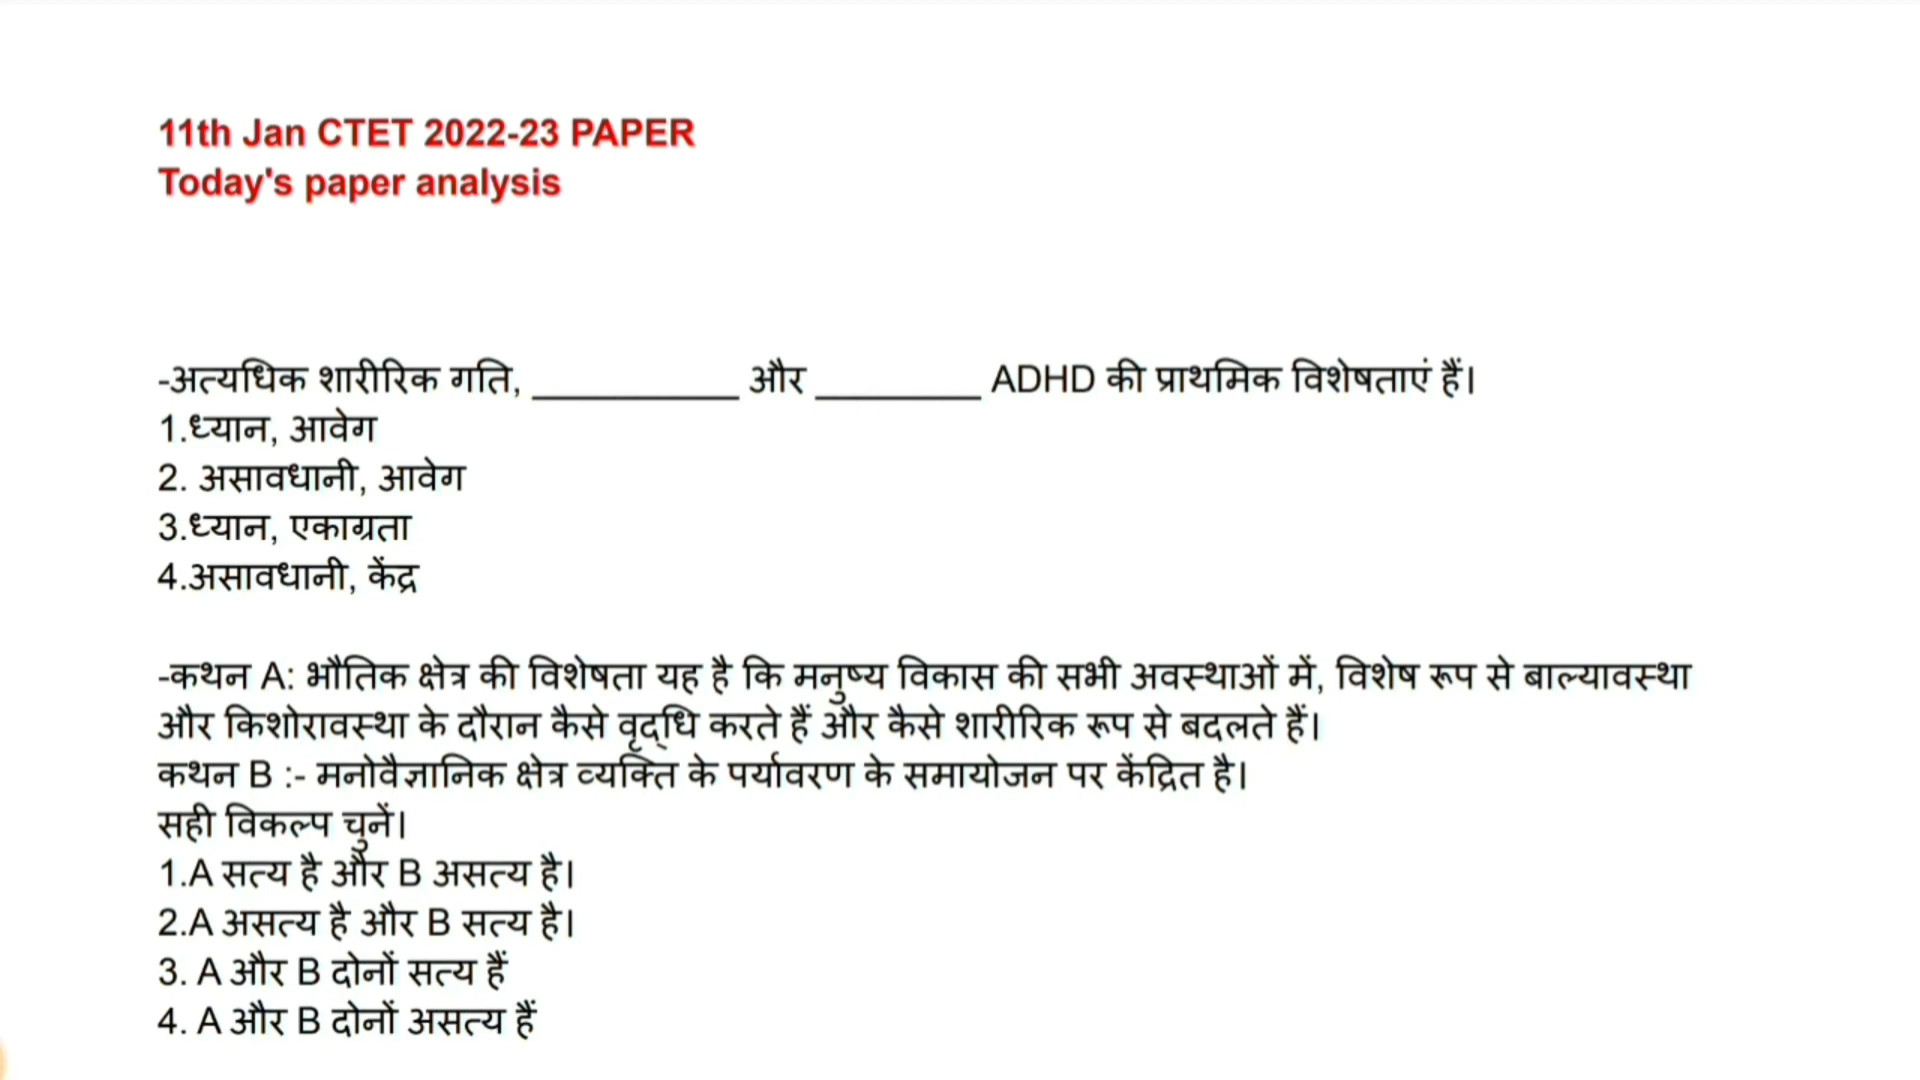 11th Jan CTET 2022-23 PAPER
Today's paper analysis
-अत्यधिक शारीरिक गति, __________ और ________ ADHD की प्राथमिक विशेषताएं हैं।
1.ध्यान, आवेग
2. असावधानी, आवेग
3.ध्यान, एकाग्रता
4.असावधानी, केंद्र
-कथन A: भौतिक क्षेत्र की विशेषता यह है कि मनुष्य विकास की सभी अवस्थाओं में, विशेष रूप से बाल्यावस्था
और किशोरावस्था के दौरान कैसे वृद्धि करते हैं और कैसे शारीरिक रूप से बदलते हैं।
कथन B :- मनोवैज्ञानिक क्षेत्र व्यक्ति के पर्यावरण के समायोजन पर केंद्रित है।
सही विकल्प चुनें।
1.A सत्य है और B असत्य है।
2.A असत्य है और B सत्य है।
3. A और B दोनों सत्य हैं
4. A और B दोनों असत्य हैं